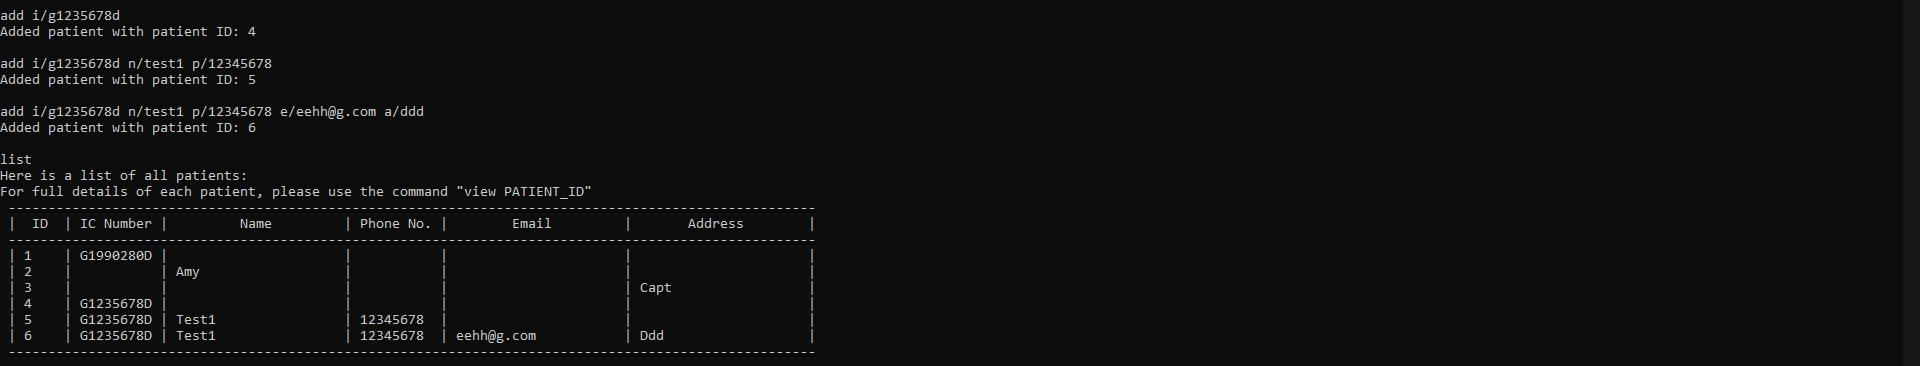 add i/g1235678d
Added patient with patient ID: 4
add i/g1235678d n/test1 p/12345678
Added patient with patient ID: 5
add i/g1235678d n/test1 p/12345678 e/eehh@g.com a/ddd
Added patient with patient ID: 6
list
Here is a list of all patients:
For full details of each patient, please use the command "view PATIENT_ID"
-----------------------------------------------------------------------------------------------------
|  ID  | IC Number |         Name         | Phone No. |        Email         |       Address        |
-----------------------------------------------------------------------------------------------------
| 1    | G1990280D |                      |           |                      |                      |
| 2    |           | Amy                  |           |                      |                      |
| 3    |           |                      |           |                      | Capt                 |
| 4    | G1235678D |                      |           |                      |                      |
| 5    | G1235678D | Test1                | 12345678  |                      |                      |
| 6    | G1235678D | Test1                | 12345678  | eehh@g.com           | Ddd                  |
-----------------------------------------------------------------------------------------------------